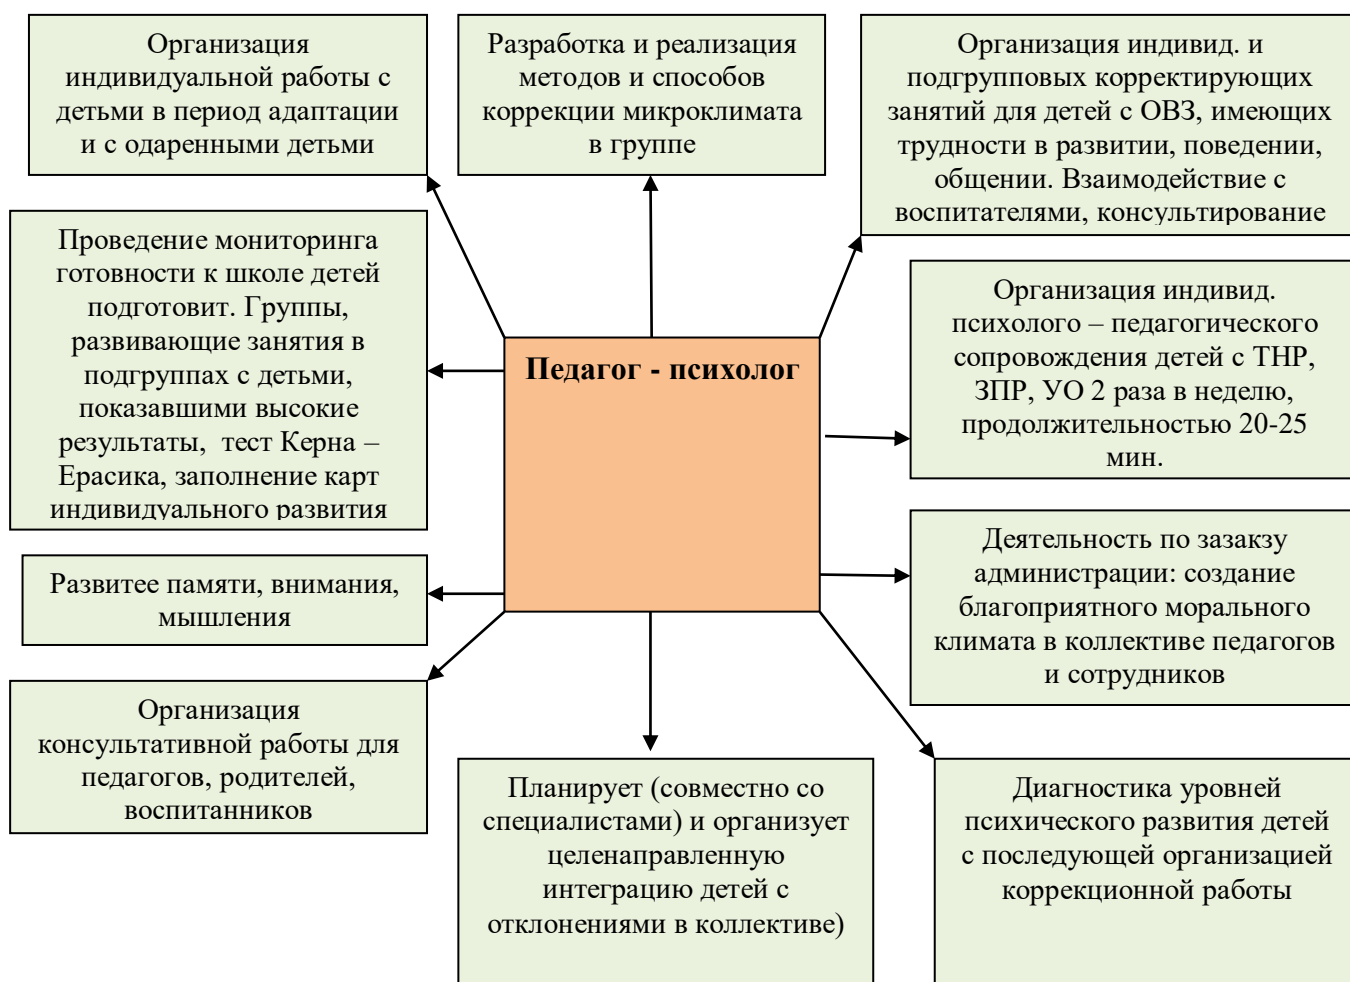 Организация
индивидуальной работы с
детьми в период адаптации
и с одаренными детьми
Разработка и реализация
методов и способов
коррекции микроклимата
в группе
Организация индивид. и
подгрупповых корректирующих
занятий для детей с ОВЗ, имеющих
трудности в развитии, поведении,
общении. Взаимодействие с
воспитателями, консультирование
Проведение мониторинга
готовности к школе детей
подготовит. Группы,
развивающие занятия в
подгруппах с детьми,
показавшими высокие
результаты, тест Керна –
Ерасика, заполнение карт
индивидуального развития
Педагог - психолог
Организация индивид.
психолого – педагогического
сопровождения детей с ТНР,
ЗПР, УО 2 раза в неделю,
продолжительностью 20-25
мин.
Развитее памяти, внимания,
мышления
Деятельность по зазакзу
администрации: создание
благоприятного морального
климата в коллективе педагогов
и сотрудников
Организация
консультативной работы для
педагогов, родителей,
воспитанников
Планирует (совместно со
специалистами) и организует
целенаправленную
интеграцию детей с
отклонениями в коллективе)
Диагностика уровней
психического развития детей
с последующей организацией
коррекционной работы